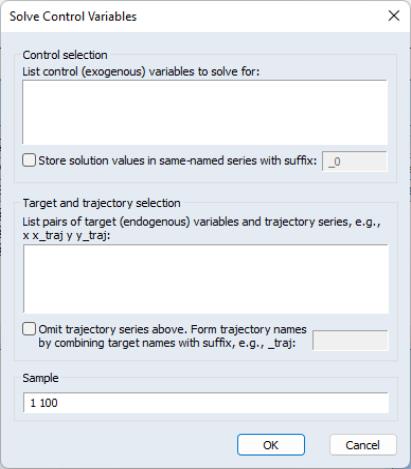 Solve Control Variables
Control selection
List control (exogenous) variables to solve for:
Store solution values in same-named series with suffix: _0
Target and trajectory selection
List pairs of target (endogenous) variables and trajectory series, e.g.,
x x_traj y y_traj:
Omit trajectory series above. Form trajectory names
by combining target names with suffix, e.g., _traj:
Sample
1 100
OK Cancel